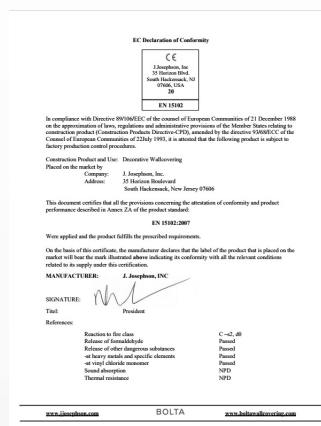 EC Declaration of Conformity
CE
J.Josephson, Inc
35 Horizon Blvd.
South Hackensack, NJ
07606, USA
20
EN 15102
In compliance with Directive 89/106/EEC of the counsel of European Communities of 21 December 1988
on the approximation of laws, regulations and administrative provisions of the Member States relating to
construction product (Construction Products Directive-CPD), amended by the directive 93/68/ECC of the
Counsel of European Communities of 22July 1993, it is attested that the following product is subject to
factory production control procedures.
Construction Product and Use: Decorative Wallcovering
Placed on the market by
Company: J. Josephson, Inc.
Address: 35 Horizon Boulevard
South Hackensack, New Jersey 07606
This document certifies that all the provisions concerning the attestation of conformity and product
performance described in Annex ZA of the product standard:
EN 15102:2007
Were applied and the product fulfills the prescribed requirements.
On the basis of this certificate, the manufacturer declares that the label of the product that is placed on the
market will bear the mark illustrated above indicating its conformity with all the relevant conditions
related to its supply under this certification.
MANUFACTURER: J. Josephson, INC
SIGNATURE:
Titel: President
References:
Reaction to fire class C –s2, d0
Release of formaldehyde Passed
Release of other dangerous substances Passed
-at heavy metals and specific elements Passed
-at vinyl chloride monomer Passed
Sound absorption NPD
Thermal resistance NPD
www.jjosephson.com BOLTA www.boltawallcovering.com